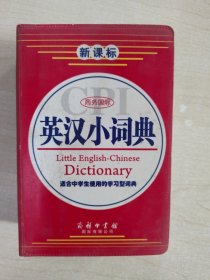 新课标
CPI
商务国际
英汉小词典
Little English-Chinese
Dictionary
适合中学生使用的学习型词典
商务印书馆
国际有限公司